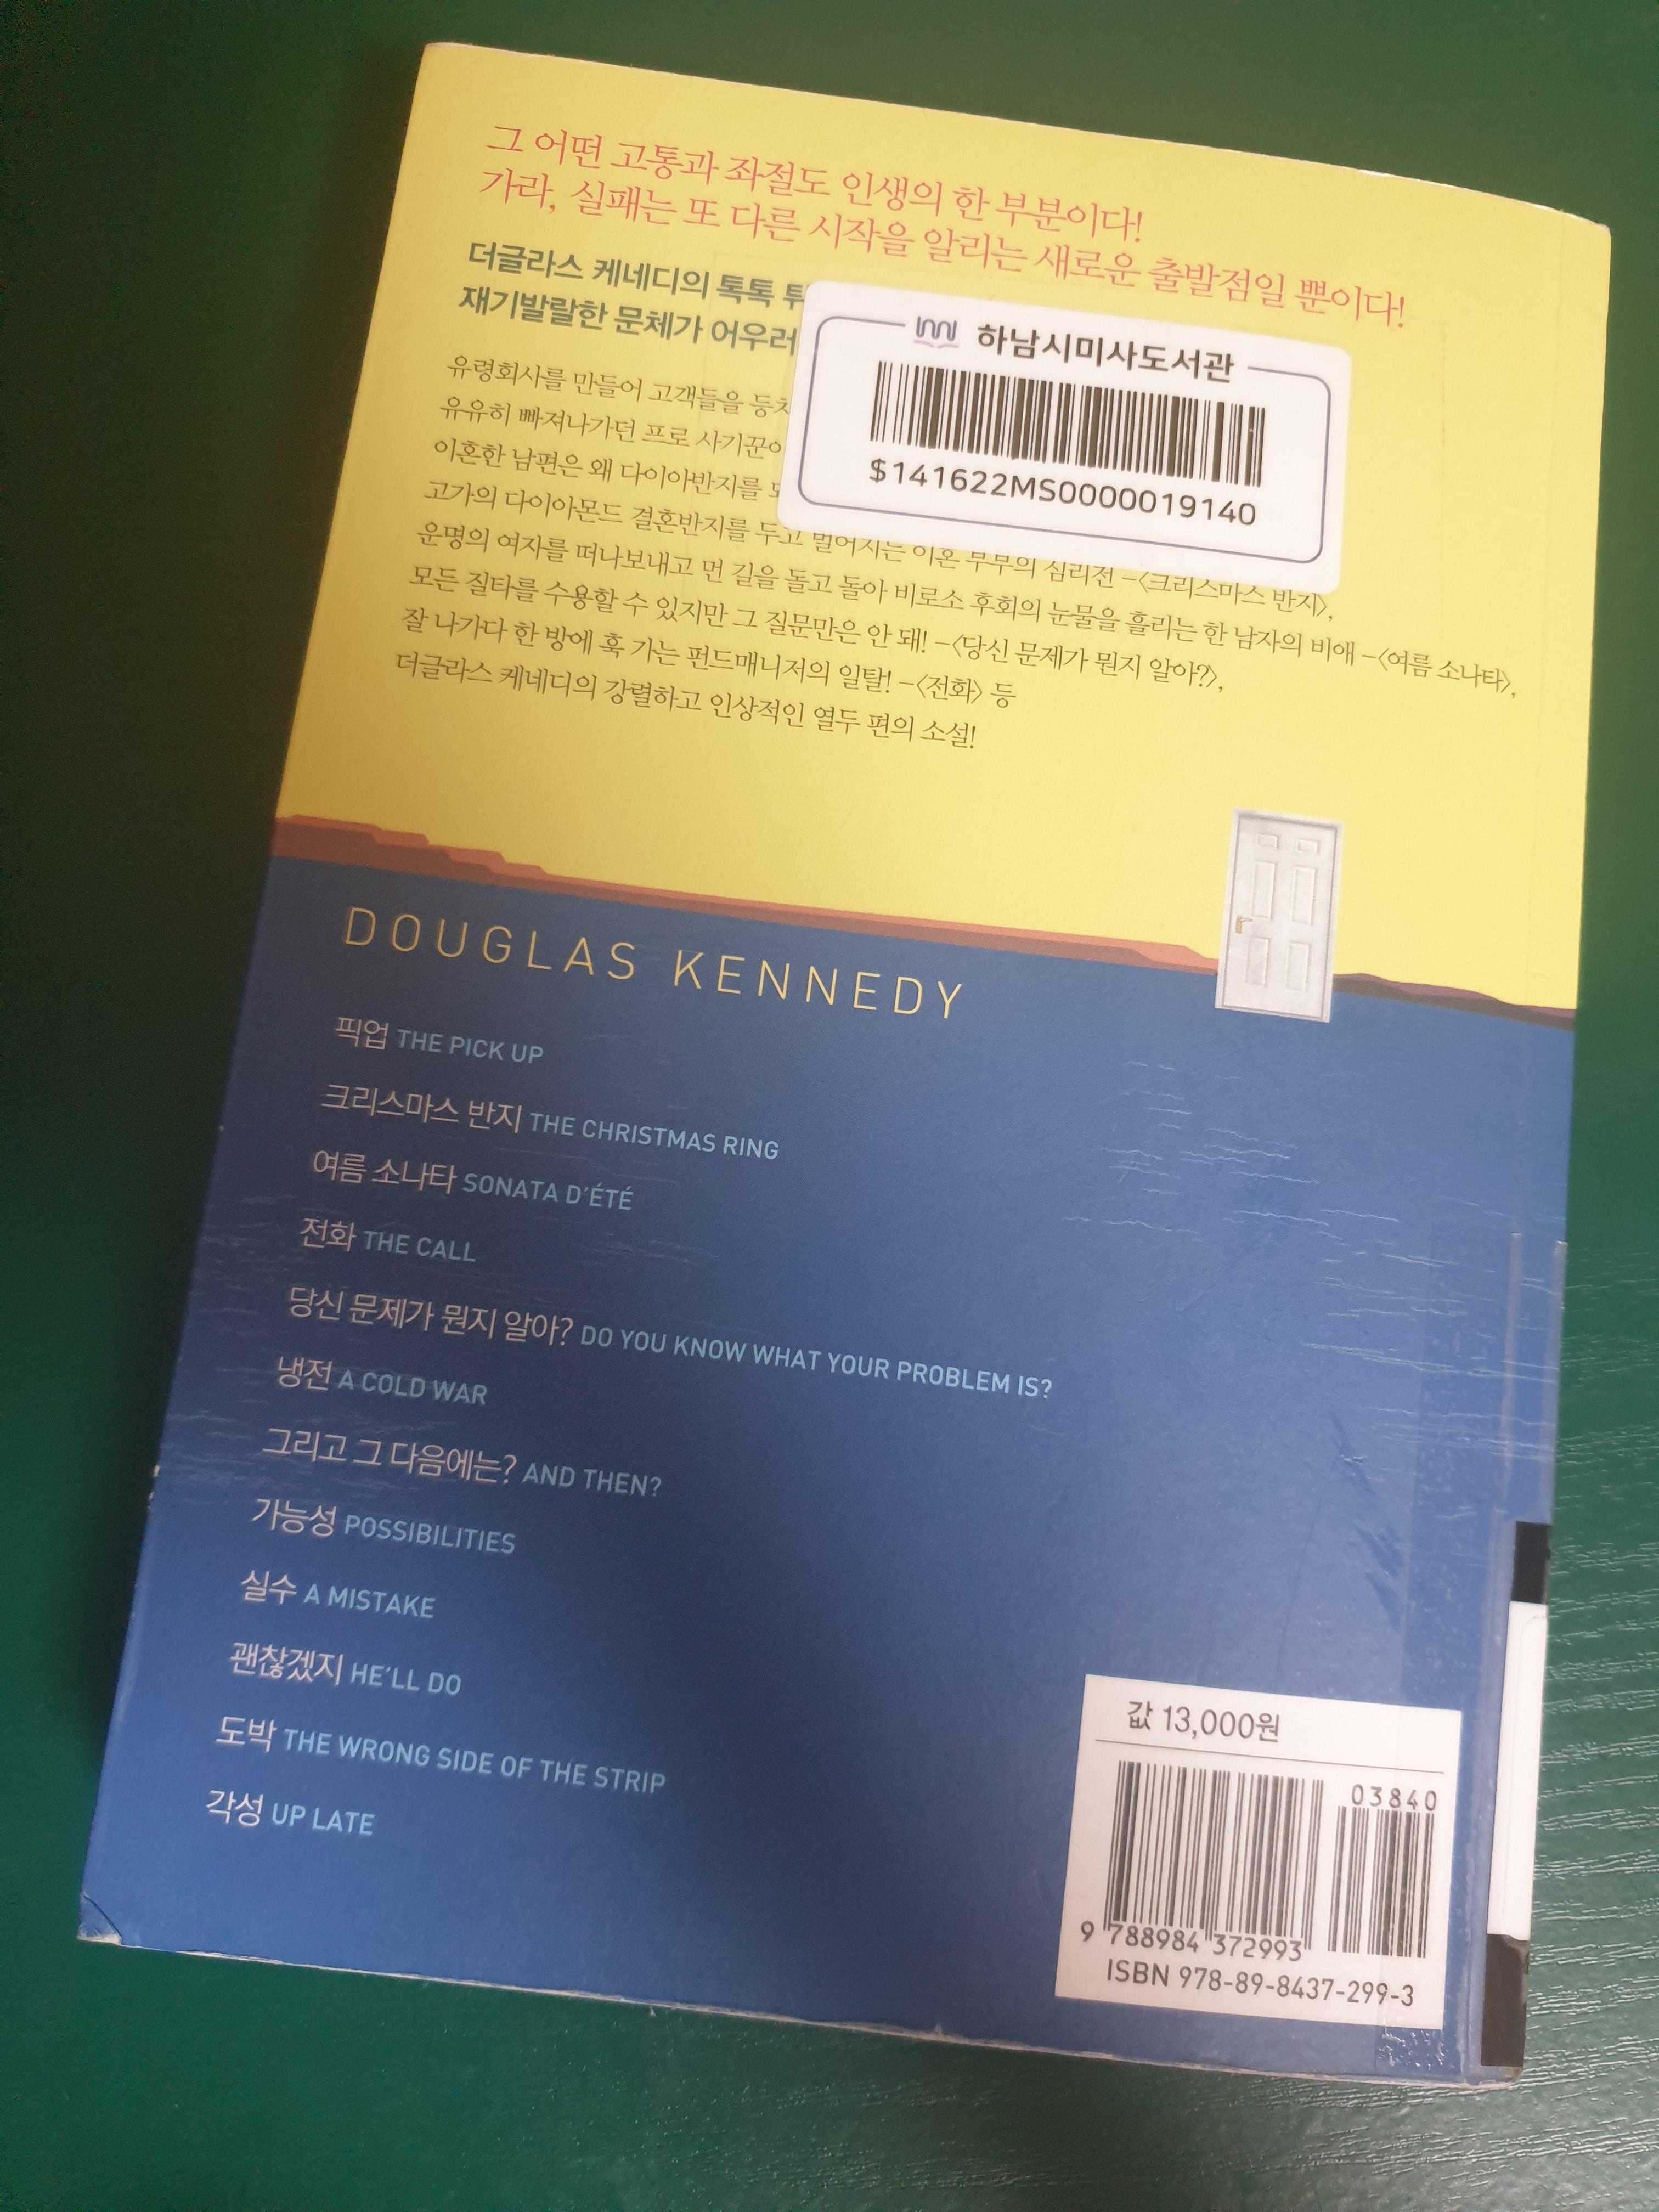 그 어떤 고통과 좌절도 인생의 한 부분이다!
가라, 실패는 또 다른 시작을 알리는 새로운 출발점일 뿐이다!
더글라스 케네디의 톡톡
재기발랄한 문체가
하남시미사도서관
$141622MS0000019140
유령회사를 만들어 고객들을
유유히 빠져나가던 프로 사기꾼이
이혼한 남편은 왜 다이아반지를
고가의 다이아몬드 결혼반지를 두고 벌어지는 이혼 부부의 심리전 -<크리스마스 반지>,
운명의 여자를 떠나보내고 먼 길을 돌고 돌아 비로소 후회의 눈물을 흘리는 한 남자의 비애 -<여름 소나타>,
모든 질타를 수용할 수 있지만 그 질문만은 안 돼! -<당신 문제가 뭔지 알아?>,
잘 나가다 한 방에 훅 가는 펀드매니저의 일탈! -<전화> 등
더글라스 케네디의 강렬하고 인상적인 열두 편의 소설!
DOUGLAS KENNEDY
픽업 THE PICK UP
크리스마스 반지 THE CHRISTMAS RING
여름 소나타 SONATA D'ÉTÉ
전화 THE CALL
당신 문제가 뭔지 알아? DO YOU KNOW WHAT YOUR PROBLEM IS?
냉전 A COLD WAR
그리고 그 다음에는? AND THEN?
가능성 POSSIBILITIES
실수 A MISTAKE
괜찮겠지 HE'LL DO
도박 THE WRONG SIDE OF THE STRIP
각성 UP LATE
값 13,000원
03840
9 788984 372993
ISBN 978-89-8437-299-3